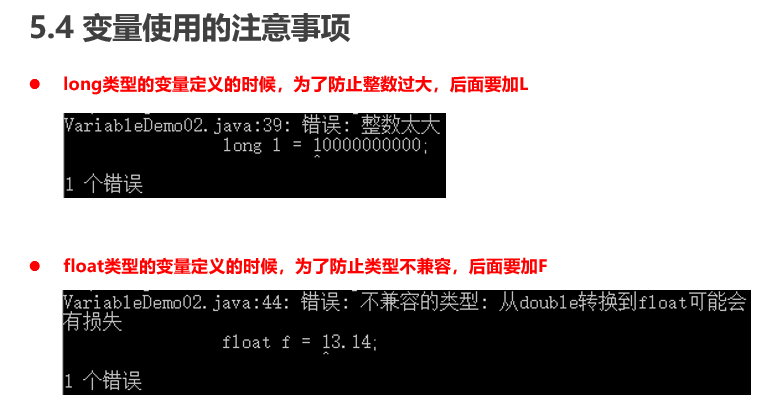 5.4 变量使用的注意事项
● long类型的变量定义的时候，为了防止整数过大，后面要加L
VariableDemo02.java:39: 错误: 整数太大
long l = 10000000000;
^
1 个错误
● float类型的变量定义的时候，为了防止类型不兼容，后面要加F
VariableDemo02.java:44: 错误: 不兼容的类型: 从double转换到float可能会
有损失
float f = 13.14;
^
1 个错误